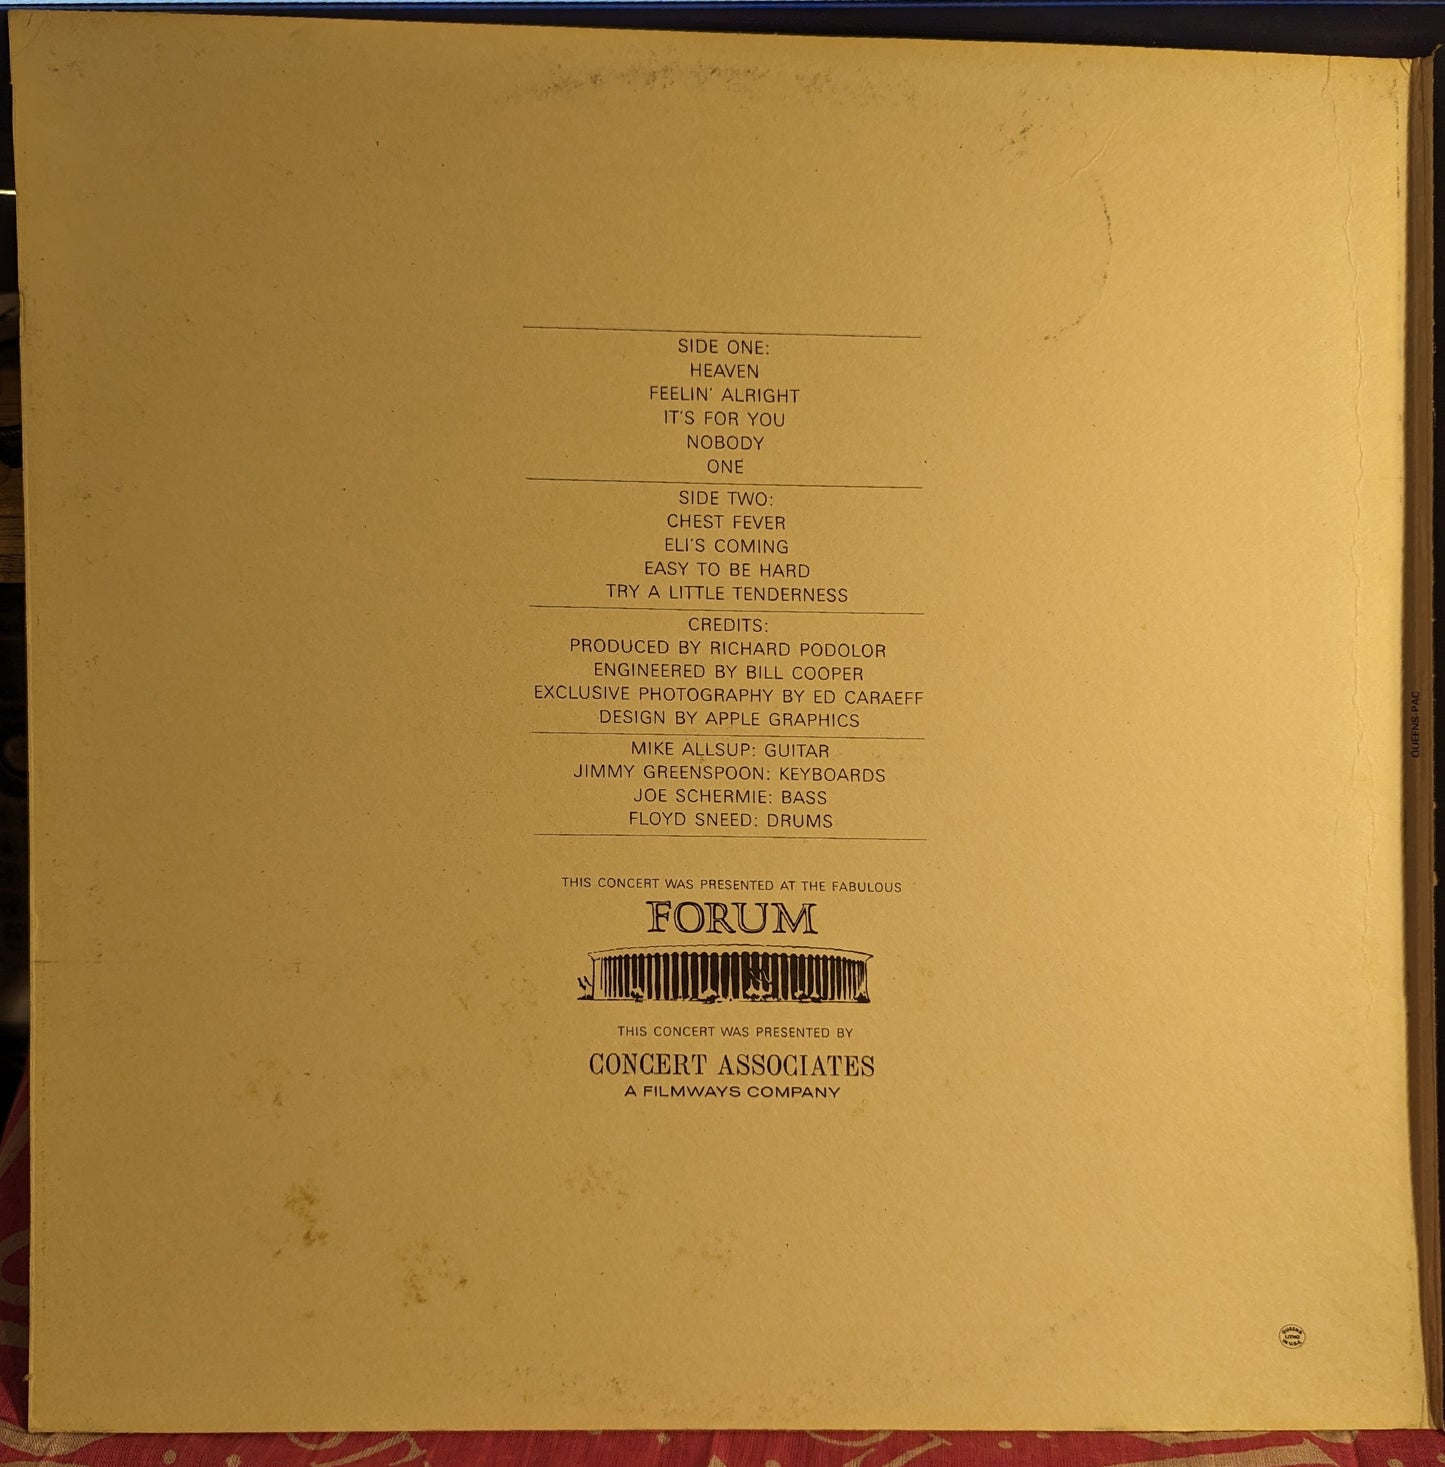 SIDE ONE:
HEAVEN
FEELIN' ALRIGHT
IT'S FOR YOU
NOBODY
ONE
SIDE TWO:
CHEST FEVER
ELI'S COMING
EASY TO BE HARD
TRY A LITTLE TENDERNESS
CREDITS:
PRODUCED BY RICHARD PODOLOR
ENGINEERED BY BILL COOPER
EXCLUSIVE PHOTOGRAPHY BY ED CARAEFF
DESIGN BY APPLE GRAPHICS
MIKE ALLSUP: GUITAR
JIMMY GREENSPOON: KEYBOARDS
JOE SCHERMIE: BASS
FLOYD SNEED: DRUMS
THIS CONCERT WAS PRESENTED AT THE FABULOUS
FORUM
THIS CONCERT WAS PRESENTED BY
CONCERT ASSOCIATES
A FILMWAYS COMPANY
QUEENS-PAC
QUEENS
LITHO
IN U.S.A.